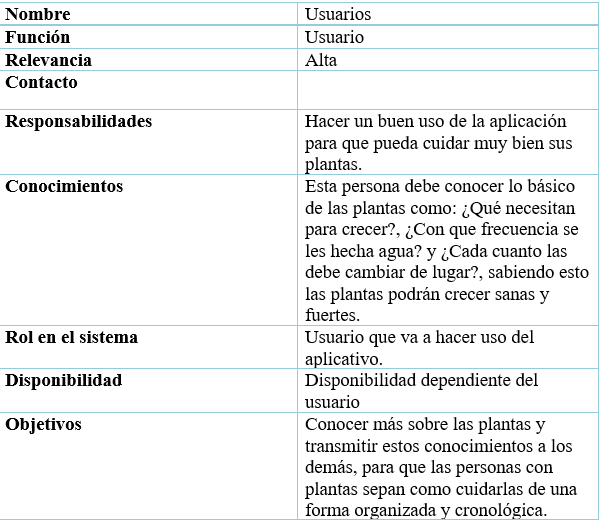 Nombre Usuarios
Función Usuario
Relevancia Alta
Contacto
Responsabilidades Hacer un buen uso de la aplicación
para que pueda cuidar muy bien sus
plantas.
Conocimientos Esta persona debe conocer lo básico
de las plantas como: ¿Qué necesitan
para crecer?, ¿Con que frecuencia se
les hecha agua? y ¿Cada cuanto las
debe cambiar de lugar?, sabiendo esto
las plantas podrán crecer sanas y
fuertes.
Rol en el sistema Usuario que va a hacer uso del
aplicativo.
Disponibilidad Disponibilidad dependiente del
usuario
Objetivos Conocer más sobre las plantas y
transmitir estos conocimientos a los
demás, para que las personas con
plantas sepan como cuidarlas de una
forma organizada y cronológica.